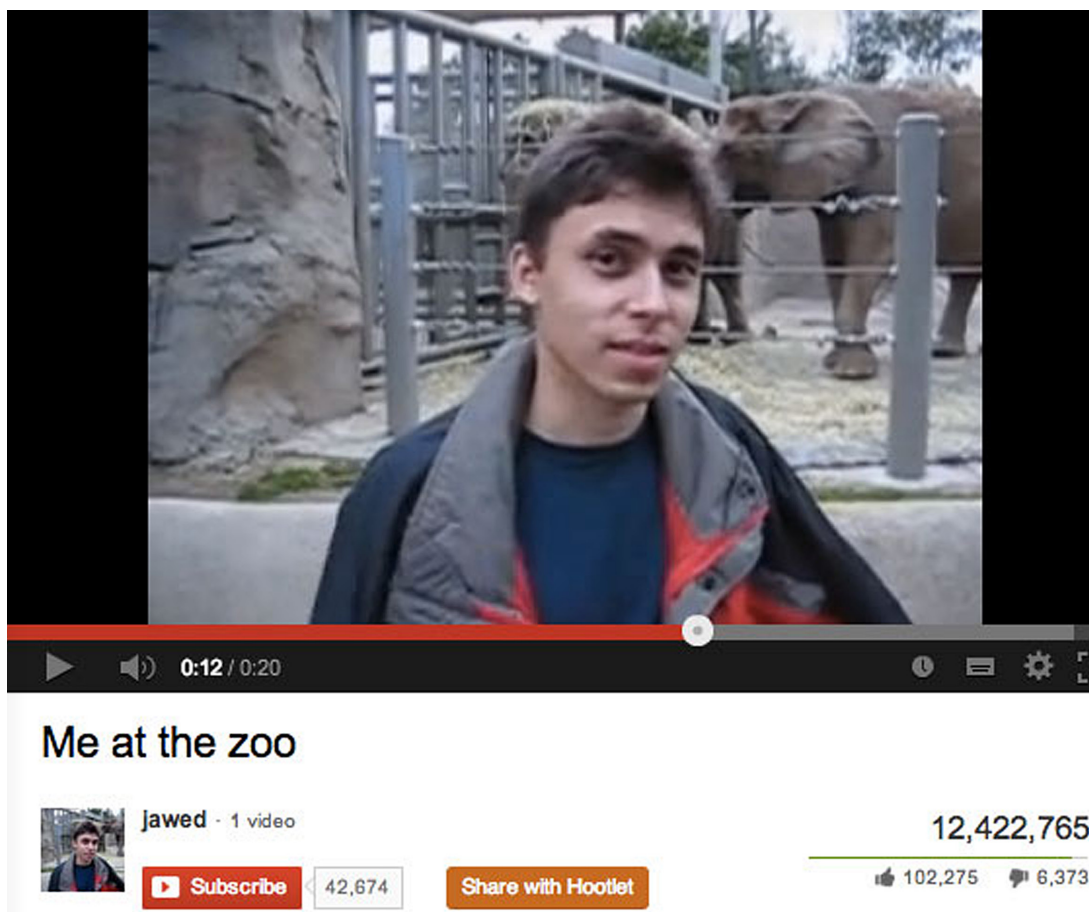 0:12 / 0:20
Me at the zoo
jawed · 1 video
12,422,765
Subscribe 42,674 Share with Hootlet 102,275 6,373